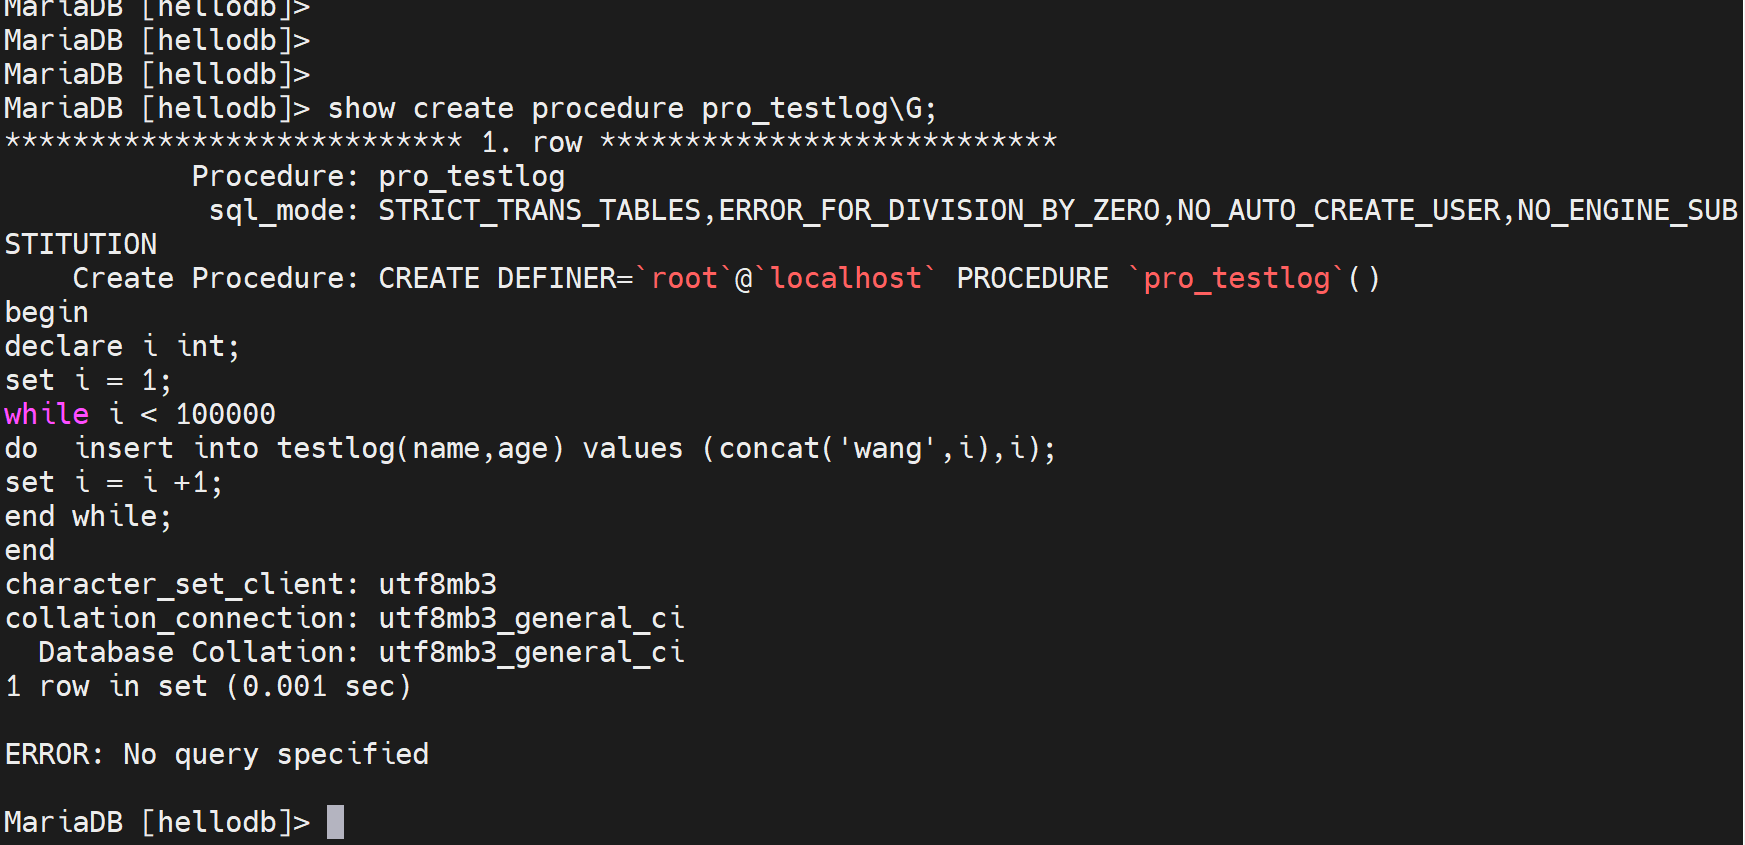 MariaDB [hellodb]>
MariaDB [hellodb]>
MariaDB [hellodb]>
MariaDB [hellodb]> show create procedure pro_testlog\G;
*************************** 1. row ***************************
           Procedure: pro_testlog
            sql_mode: STRICT_TRANS_TABLES,ERROR_FOR_DIVISION_BY_ZERO,NO_AUTO_CREATE_USER,NO_ENGINE_SUB
STITUTION
    Create Procedure: CREATE DEFINER=`root`@`localhost` PROCEDURE `pro_testlog`()
begin
declare i int;
set i = 1;
while i < 100000
do  insert into testlog(name,age) values (concat('wang',i),i);
set i = i +1;
end while;
end
character_set_client: utf8mb3
collation_connection: utf8mb3_general_ci
  Database Collation: utf8mb3_general_ci
1 row in set (0.001 sec)

ERROR: No query specified

MariaDB [hellodb]>